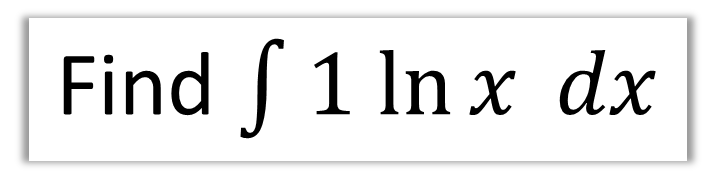 Find ∫ 1 ln x dx